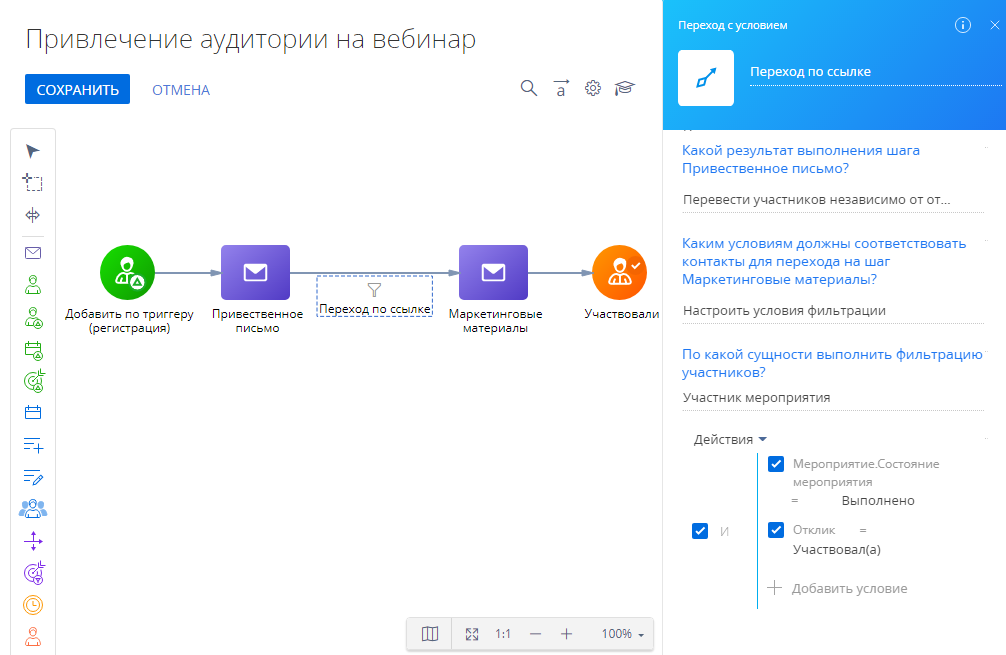 Привлечение аудитории на вебинар
СОХРАНИТЬ
ОТМЕНА
a
Добавить по триггеру
(регистрация)
Привественное
письмо
Переход по ссылке
Маркетинговые
материалы
Участвовали
1:1
100%
Переход с условием
Переход по ссылке
Какой результат выполнения шага
Привественное письмо?
Перевести участников независимо от от...
Каким условиям должны соответствовать
контакты для перехода на шаг
Маркетинговые материалы?
Настроить условия фильтрации
По какой сущности выполнить фильтрацию
участников?
Участник мероприятия
Действия
Мероприятие.Состояние
мероприятия
= Выполнено
И
Отклик =
Участвовал(а)
Добавить условие